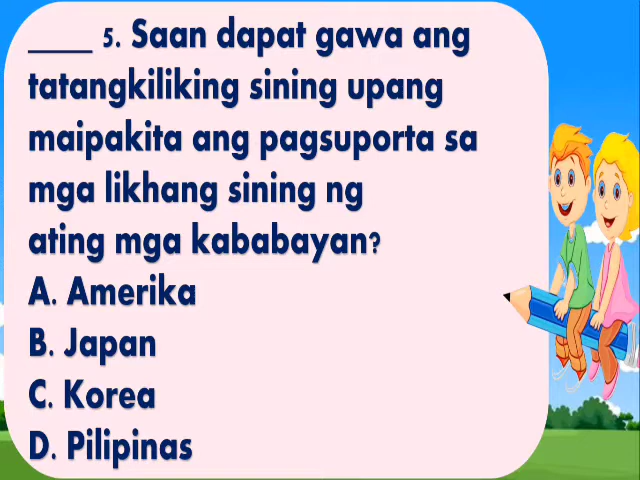 ____ 5. Saan dapat gawa ang
tatangkiliking sining upang
maipakita ang pagsuporta sa
mga likhang sining ng
ating mga kababayan?
A. Amerika
B. Japan
C. Korea
D. Pilipinas